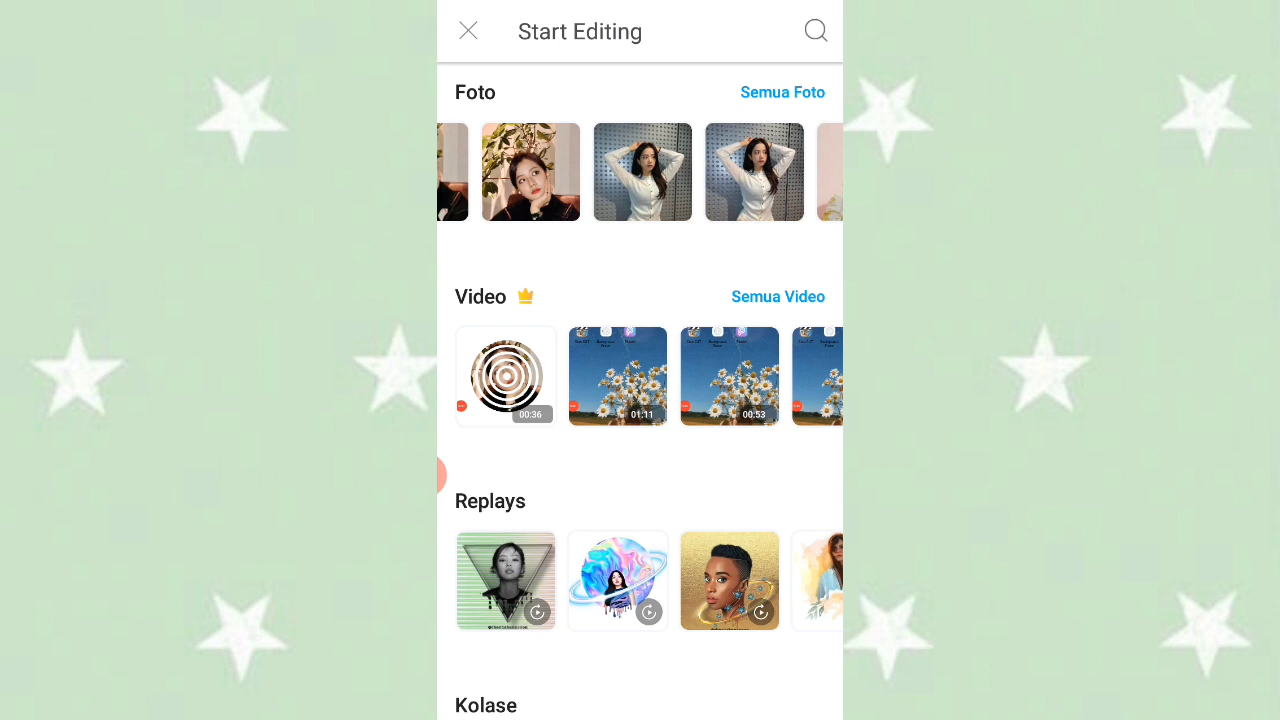 Start Editing
Foto
Semua Foto
Video
Semua Video
00:36
01:11
00:53
Replays
Kolase